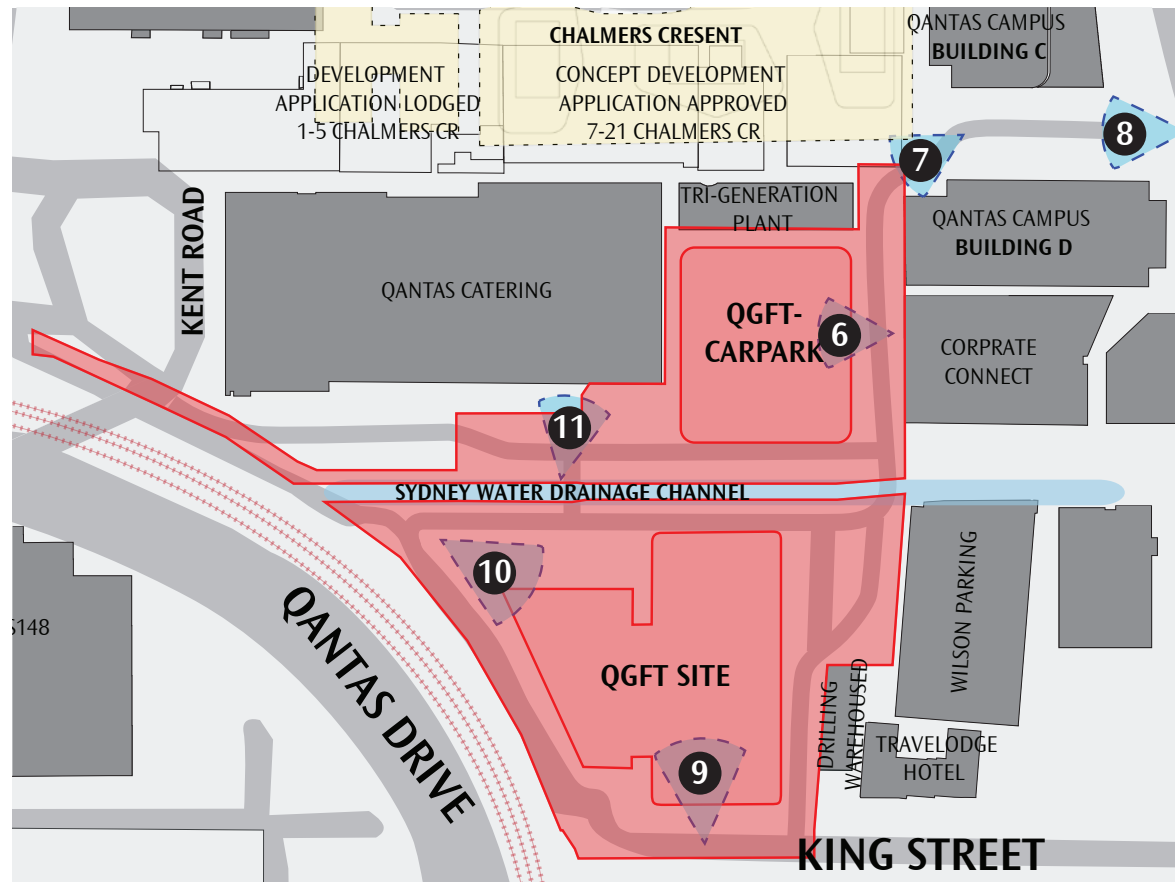 CHALMERS CRESENT
DEVELOPMENT
APPLICATION LODGED
1-5 CHALMERS CR
CONCEPT DEVELOPMENT
APPLICATION APPROVED
7-21 CHALMERS CR
QANTAS CAMPUS
BUILDING C
8
7
KENT ROAD
TRI-GENERATION
PLANT
QANTAS CAMPUS
BUILDING D
QANTAS CATERING
QGFT-
CARPARK
6
CORPRATE
CONNECT
11
SYDNEY WATER DRAINAGE CHANNEL
10
QANTAS DRIVE
QGFT SITE
WILSON PARKING
DRILLING
WAREHOUSED
TRAVELODGE
HOTEL
9
KING STREET